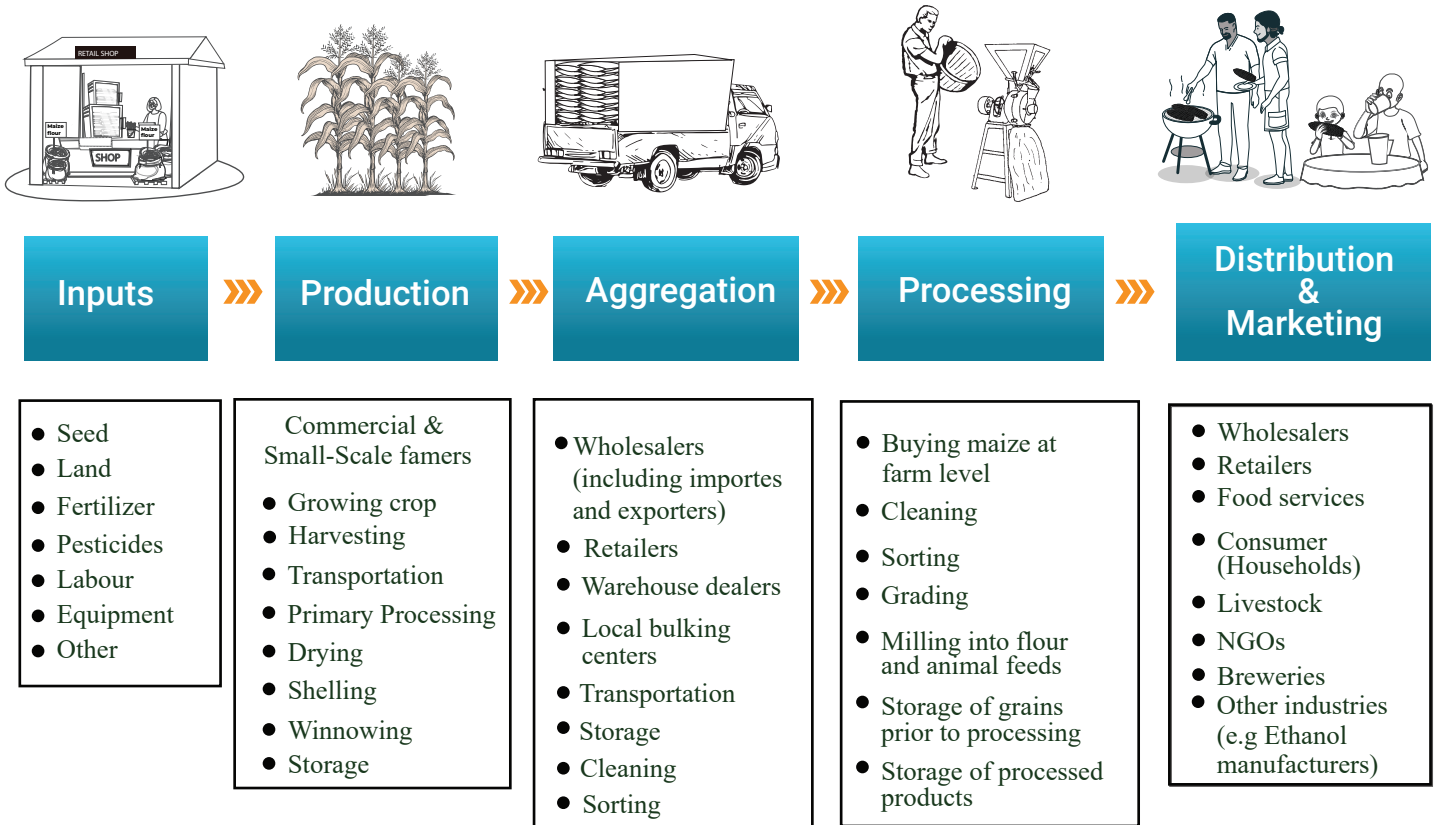 RETAIL SHOP
Maize
flour
Maize
flour
SHOP
Inputs
Production
Aggregation
Processing
Distribution
&
Marketing
Seed
Land
Fertilizer
Pesticides
Labour
Equipment
Other
Commercial &
Small-Scale famers
Growing crop
Harvesting
Transportation
Primary Processing
Drying
Shelling
Winnowing
Storage
Wholesalers
(including importes
and exporters)
Retailers
Warehouse dealers
Local bulking
centers
Transportation
Storage
Cleaning
Sorting
Buying maize at
farm level
Cleaning
Sorting
Grading
Milling into flour
and animal feeds
Storage of grains
prior to processing
Storage of processed
products
Wholesalers
Retailers
Food services
Consumer
(Households)
Livestock
NGOs
Breweries
Other industries
(e.g Ethanol
manufacturers)